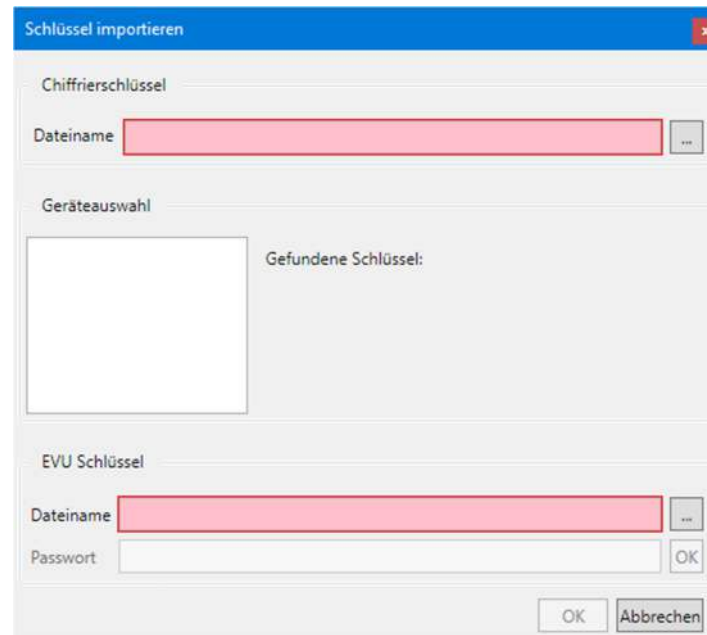 Schlüssel importieren
x
Chiffrierschlüssel
Dateiname ...
Geräteauswahl
Gefundene Schlüssel:
EVU Schlüssel
Dateiname ...
Passwort OK
OK Abbrechen